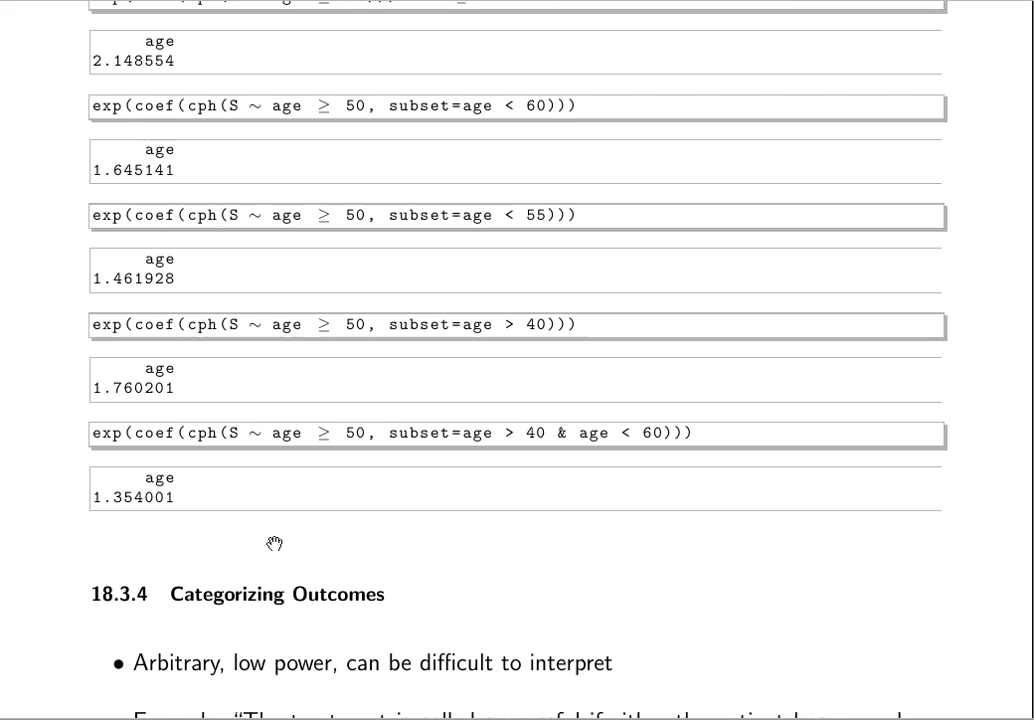 age
2.148554
exp(coef(cph(S ∼ age ≥ 50, subset=age < 60)))
age
1.645141
exp(coef(cph(S ∼ age ≥ 50, subset=age < 55)))
age
1.461928
exp(coef(cph(S ∼ age ≥ 50, subset=age > 40)))
age
1.760201
exp(coef(cph(S ∼ age ≥ 50, subset=age > 40 & age < 60)))
age
1.354001
18.3.4 Categorizing Outcomes
• Arbitrary, low power, can be difficult to interpret